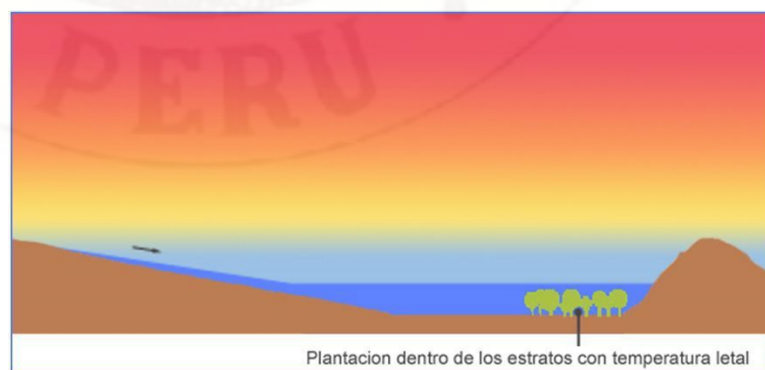 PERU
Plantacion dentro de los estratos con temperatura letal